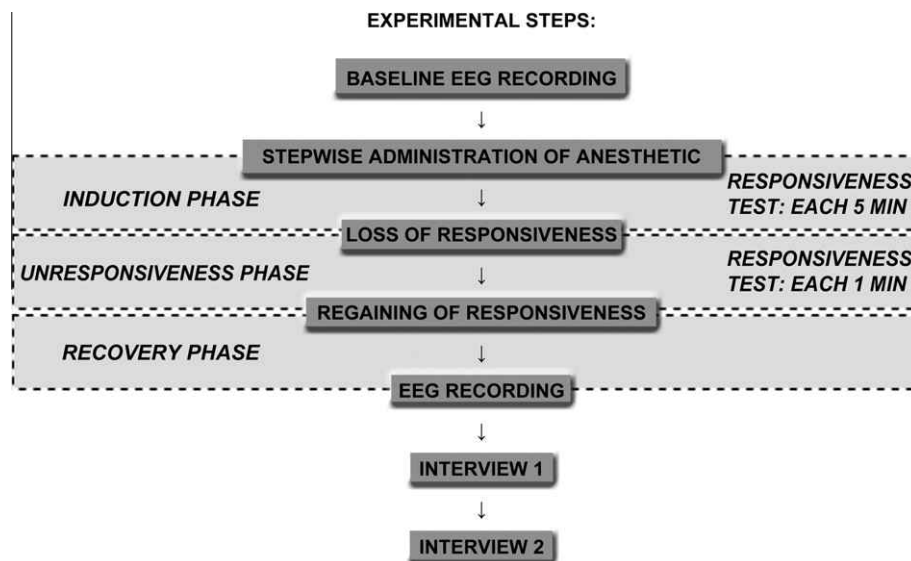 EXPERIMENTAL STEPS:
BASELINE EEG RECORDING
↓
STEPWISE ADMINISTRATION OF ANESTHETIC
INDUCTION PHASE
↓
RESPONSIVENESS
TEST: EACH 5 MIN
LOSS OF RESPONSIVENESS
UNRESPONSIVENESS PHASE
↓
RESPONSIVENESS
TEST: EACH 1 MIN
REGAINING OF RESPONSIVENESS
RECOVERY PHASE
↓
EEG RECORDING
↓
INTERVIEW 1
↓
INTERVIEW 2